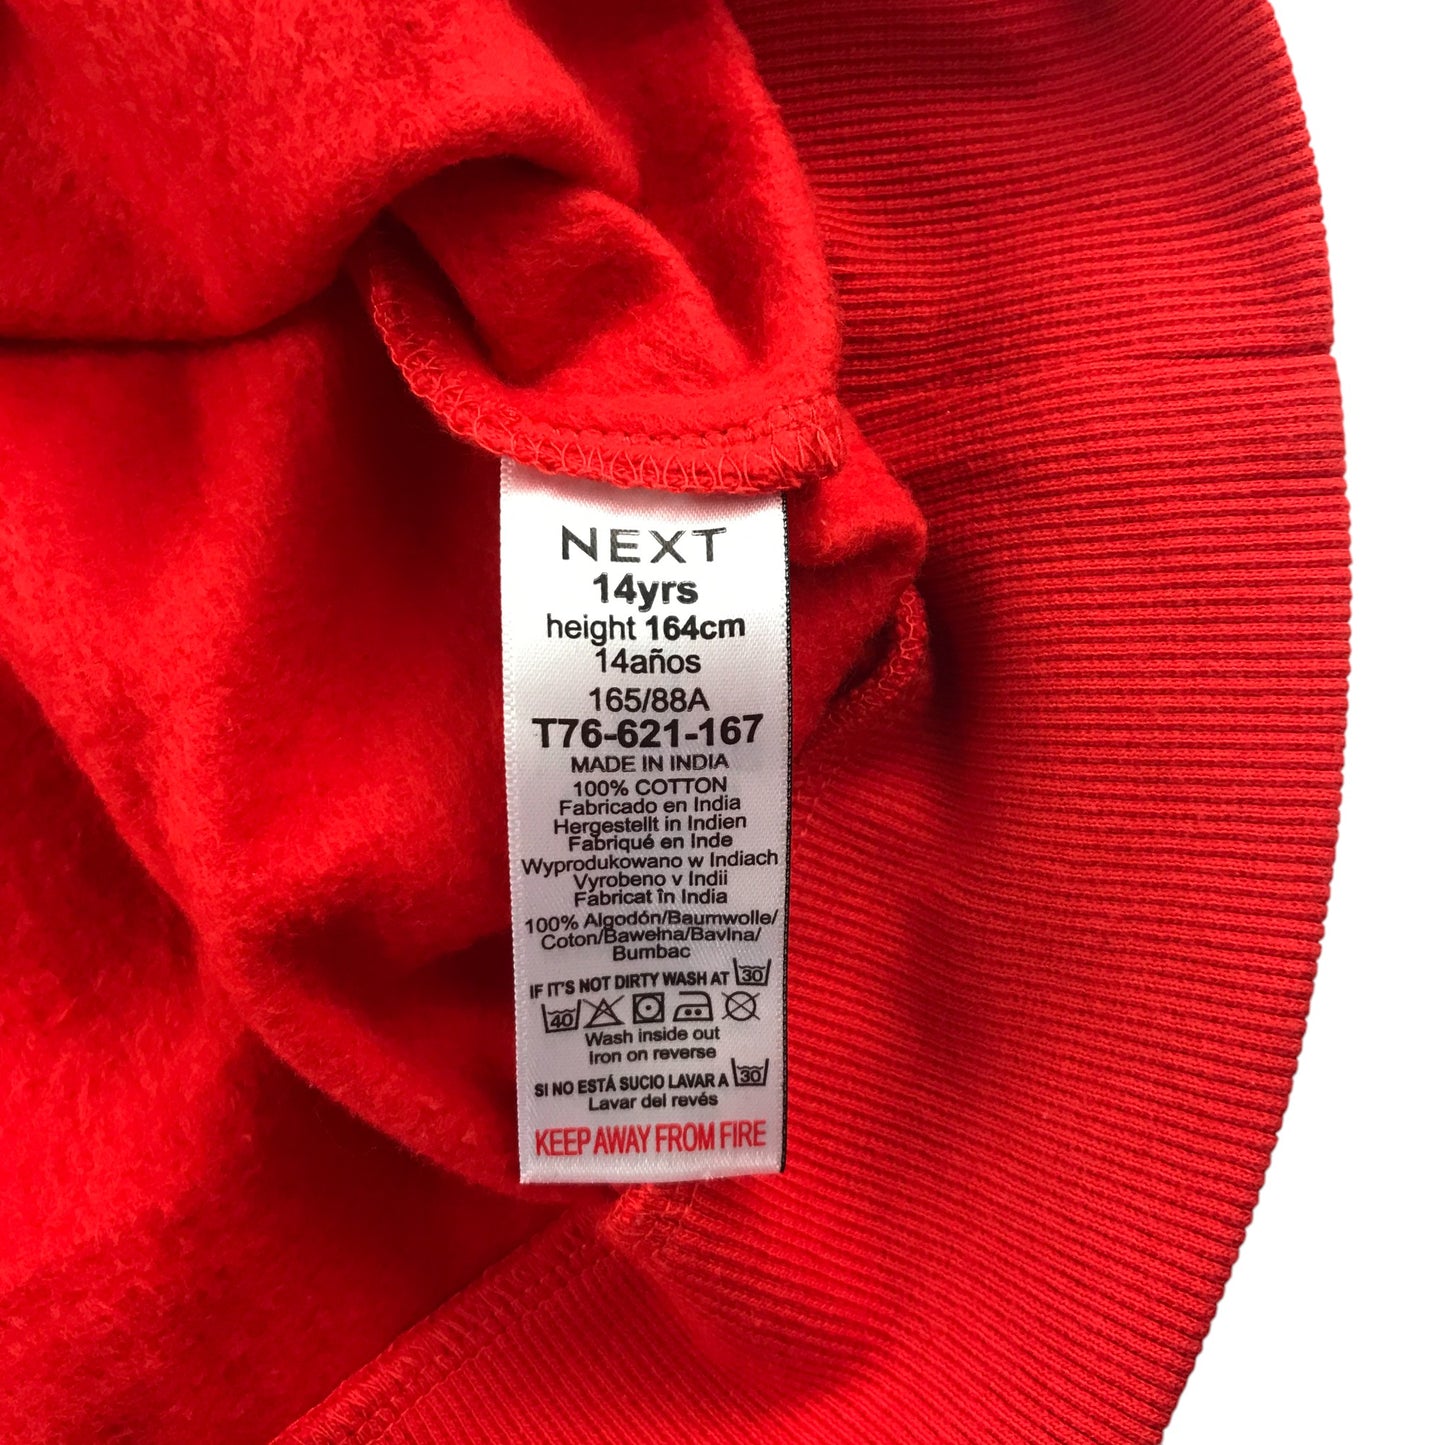 NEXT
14yrs
height 164cm
14años
165/88A
T76-621-167
MADE IN INDIA
100% COTTON
Fabricado en India
Hergestellt in Indien
Fabriqué en Inde
Wyprodukowano w Indiach
Vyrobeno v Indii
Fabricat în India
100% Algodón/Baumwolle/
Coton/Bawełna/Bavlna/
Bumbac
IF IT'S NOT DIRTY WASH AT 30
40
Wash inside out
Iron on reverse
SI NO ESTÁ SUCIO LAVAR A 30
Lavar del revés
KEEP AWAY FROM FIRE